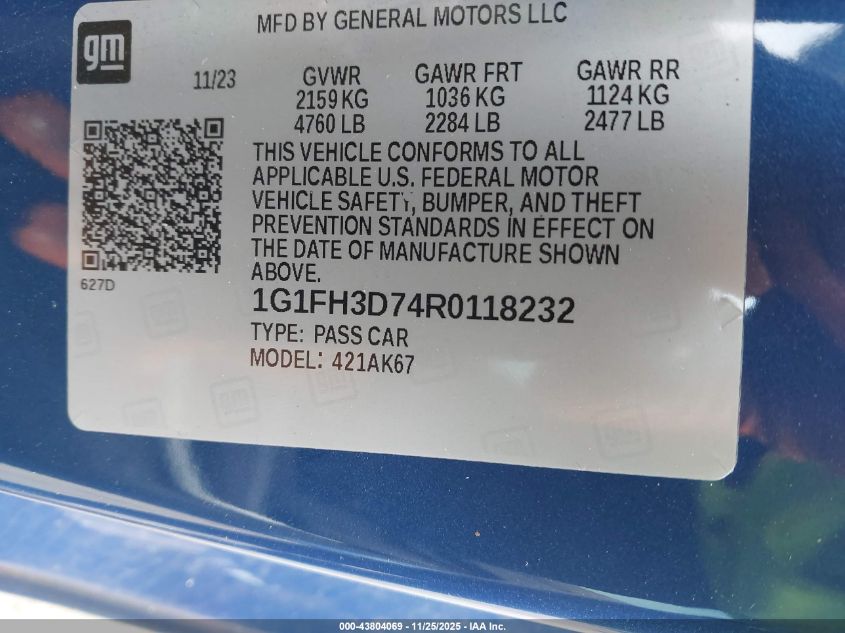 MFD BY GENERAL MOTORS LLC
gm
11/23
GVWR GAWR FRT GAWR RR
2159 KG 1036 KG 1124 KG
4760 LB 2284 LB 2477 LB
THIS VEHICLE CONFORMS TO ALL
APPLICABLE U.S. FEDERAL MOTOR
VEHICLE SAFETY, BUMPER, AND THEFT
PREVENTION STANDARDS IN EFFECT ON
THE DATE OF MANUFACTURE SHOWN
ABOVE.
627D
1G1FH3D74R0118232
TYPE: PASS CAR
MODEL: 421AK67
000-43804069 - 11/25/2025 - IAA Inc.